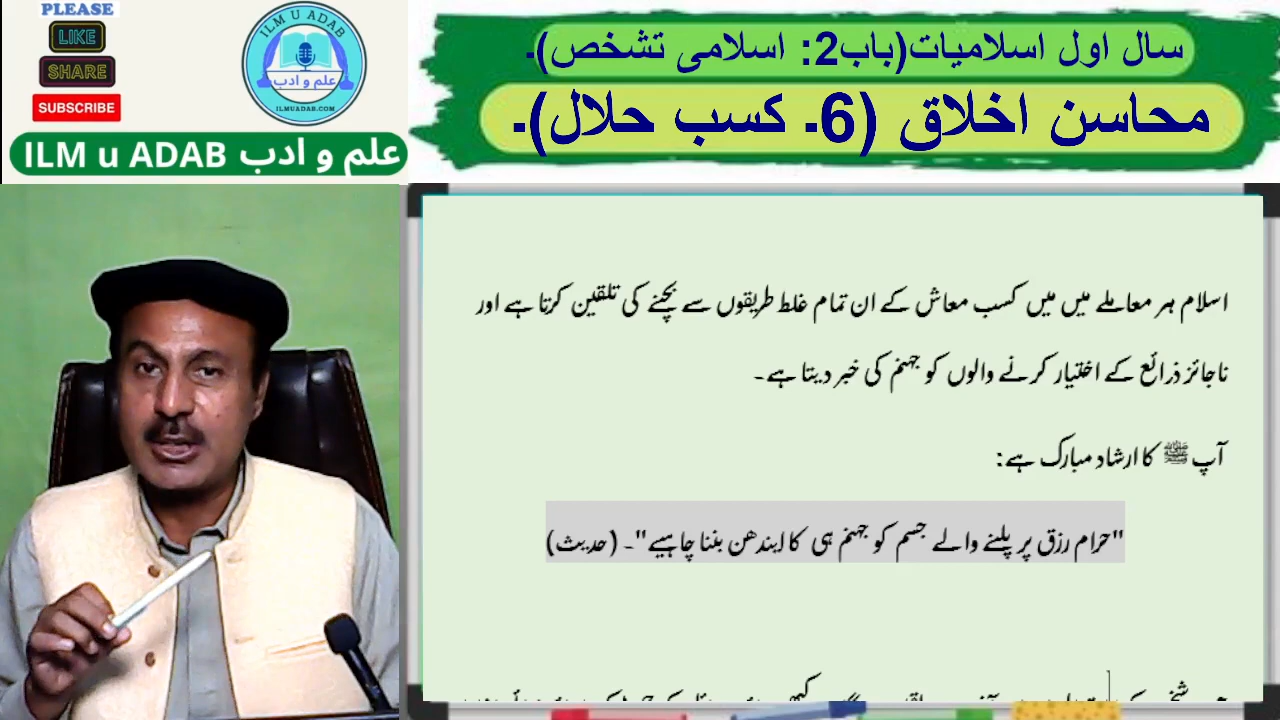 PLEASE
LIKE
SHARE
SUBSCRIBE
ILM U ADAB
علم و ادب
ILMUADAB.COM
ILM u ADAB علم و ادب
سال اول اسلامیات(باب2: اسلامی تشخص)۔
محاسن اخلاق (6۔ کسب حلال)۔
اسلام ہر معاملے میں میں کسب معاش کے ان تمام غلط طریقوں سے بچنے کی تلقین کرتا ہے اور
ناجائز ذرائع کے اختیار کرنے والوں کو جہنم کی خبر دیتا ہے۔
آپ ﷺ کا ارشاد مبارک ہے:
"حرام رزق پر پلنے والے جسم کو جہنم ہی کا ایندھن بننا چاہیے"۔ (حدیث)